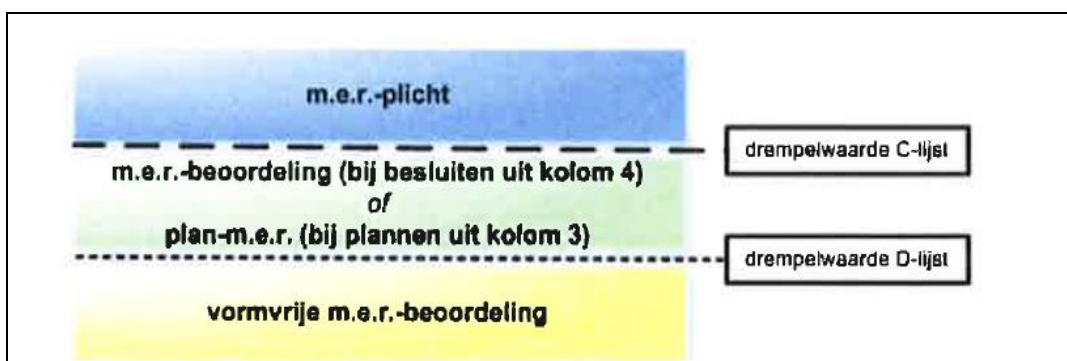 m.e.r.-plicht
drempelwaarde C-lijst
m.e.r.-beoordeling (bij besluiten uit kolom 4)
of
plan-m.e.r. (bij plannen uit kolom 3)
drempelwaarde D-lijst
vormvrije m.e.r.-beoordeling